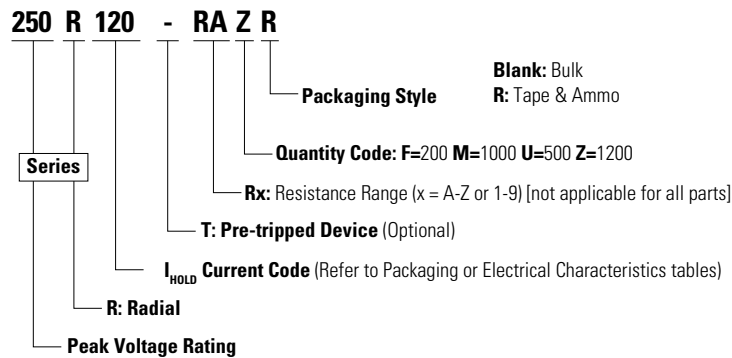 250 R 120 - RA Z R
Blank: Bulk
Packaging Style R: Tape & Ammo
Quantity Code: F=200 M=1000 U=500 Z=1200
Series
Rx: Resistance Range (x = A-Z or 1-9) [not applicable for all parts]
T: Pre-tripped Device (Optional)
IHOLD Current Code (Refer to Packaging or Electrical Characteristics tables)
R: Radial
Peak Voltage Rating